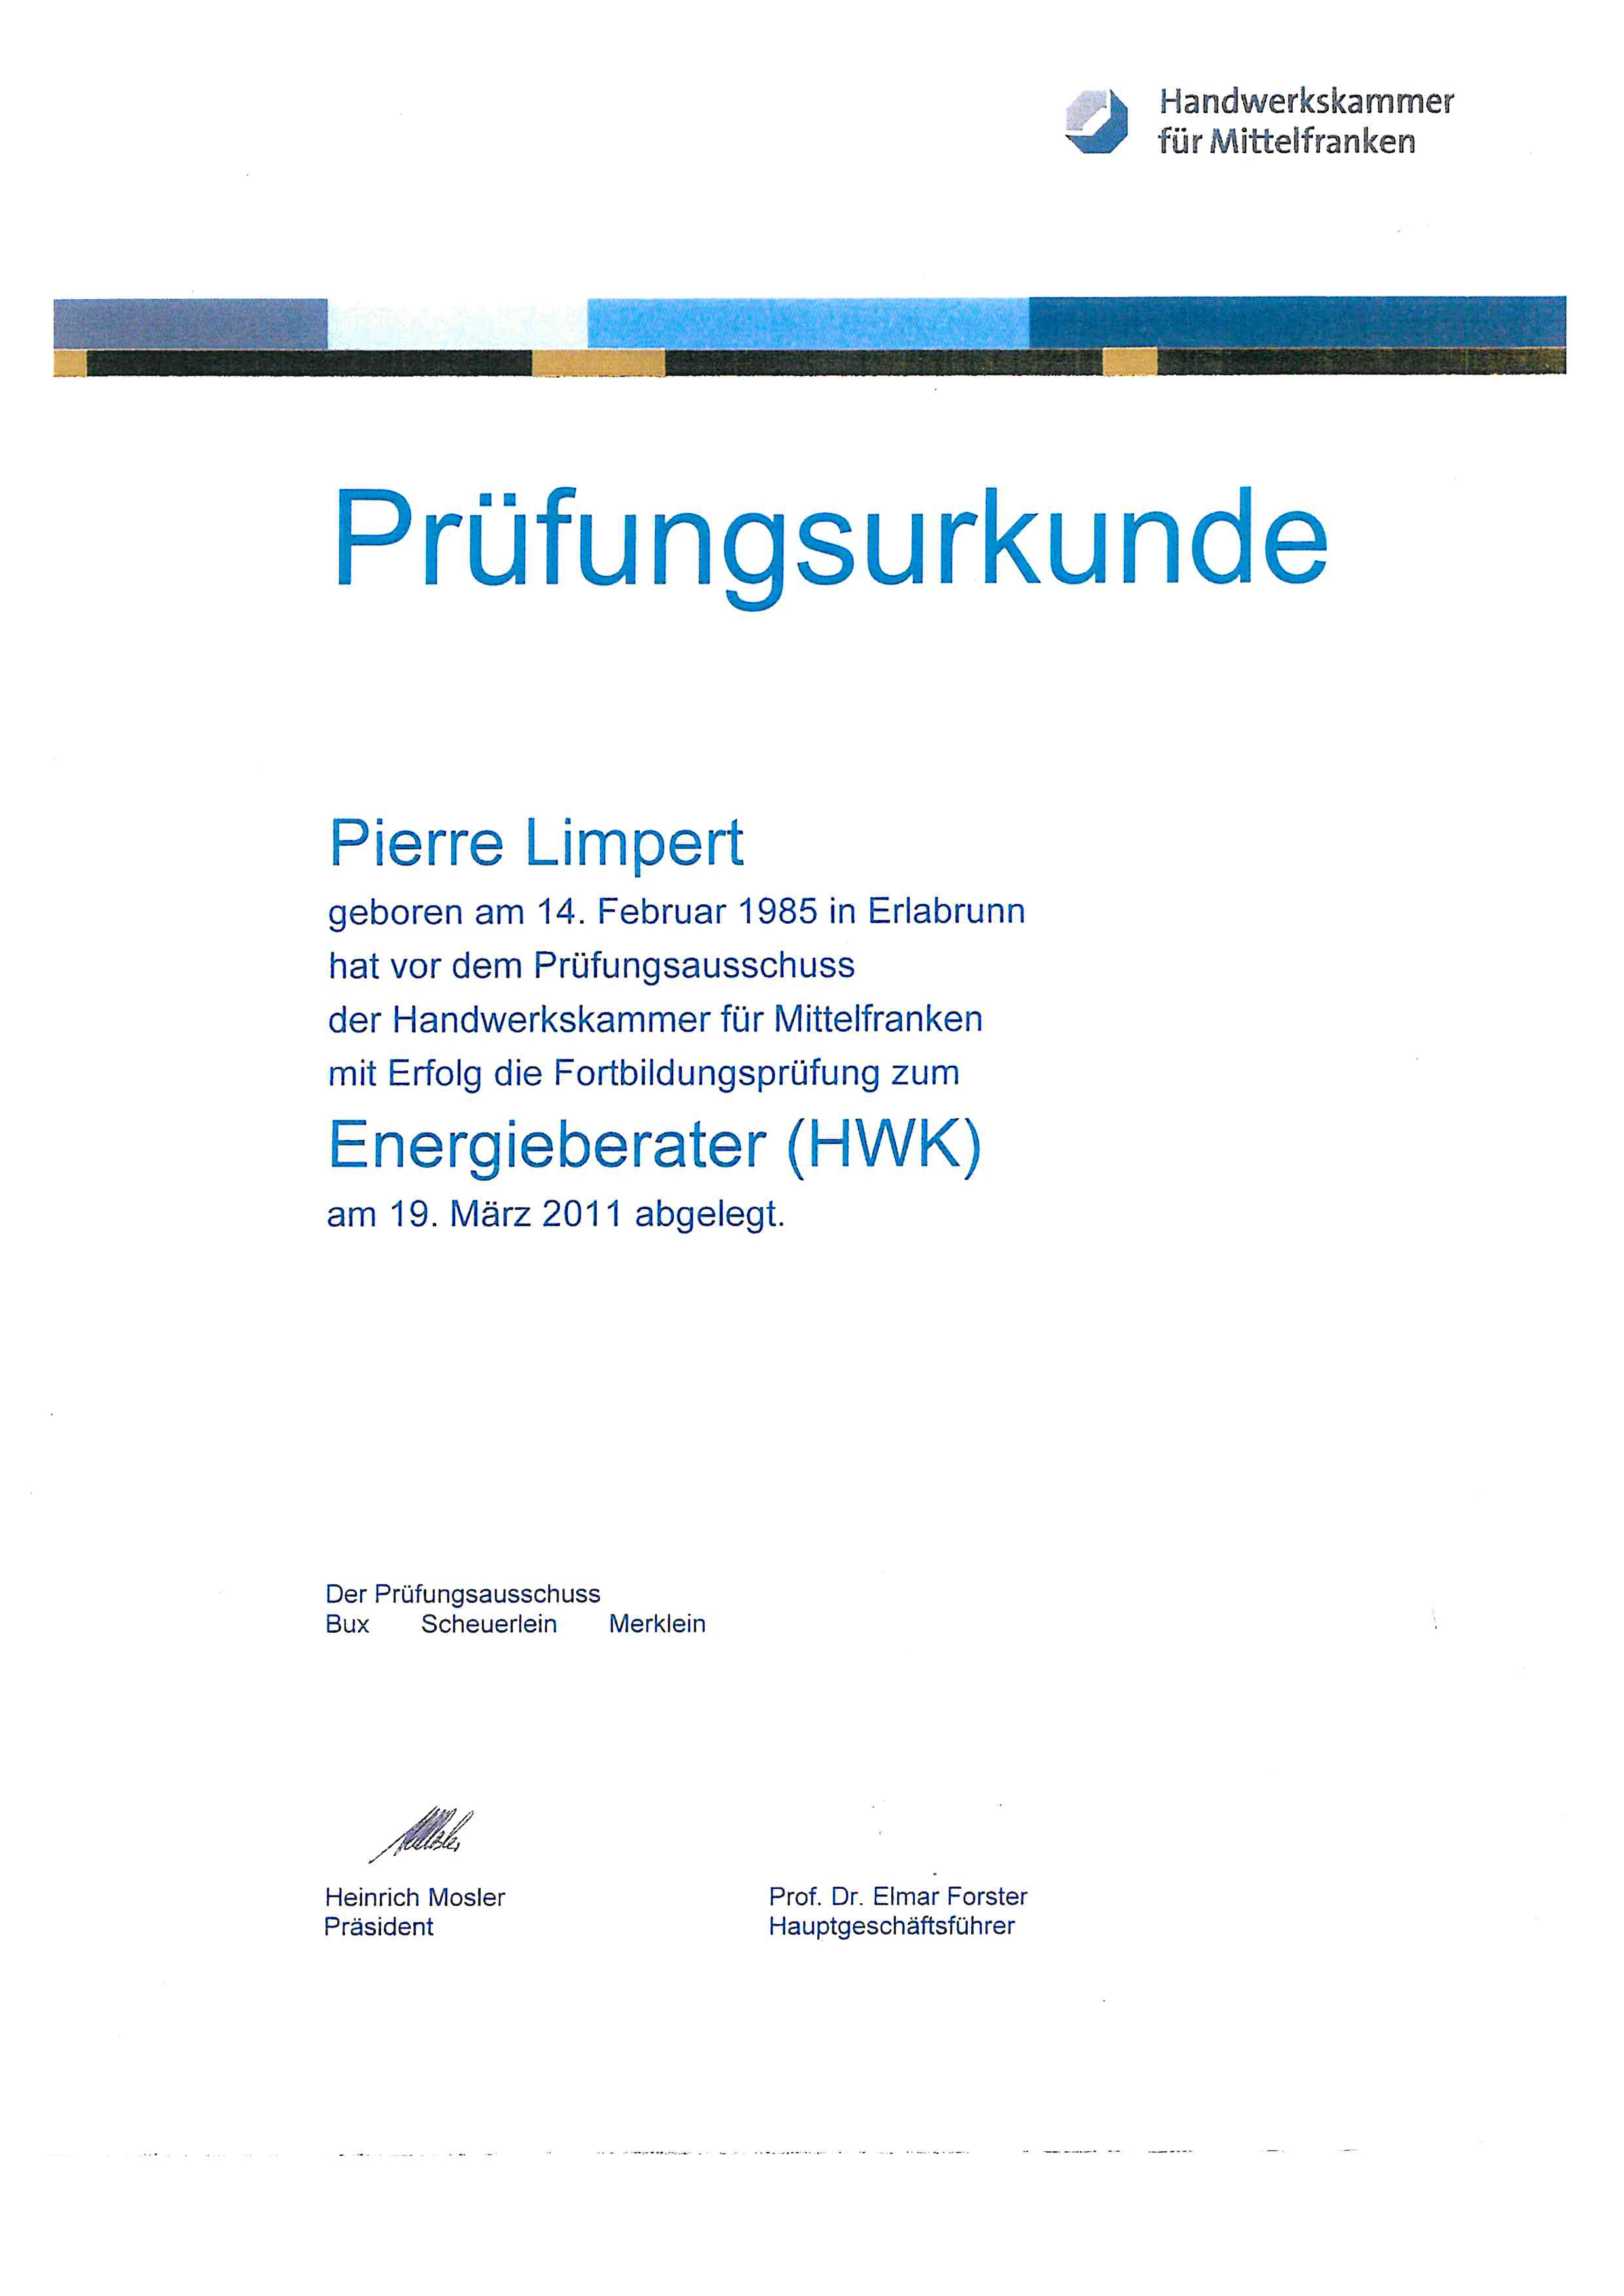 Handwerkskammer
für Mittelfranken
Prüfungsurkunde
Pierre Limpert
geboren am 14. Februar 1985 in Erlabrunn
hat vor dem Prüfungsausschuss
der Handwerkskammer für Mittelfranken
mit Erfolg die Fortbildungsprüfung zum
Energieberater (HWK)
am 19. März 2011 abgelegt.
Der Prüfungsausschuss
Bux Scheuerlein Merklein
Heinrich Mosler
Präsident
Prof. Dr. Elmar Forster
Hauptgeschäftsführer